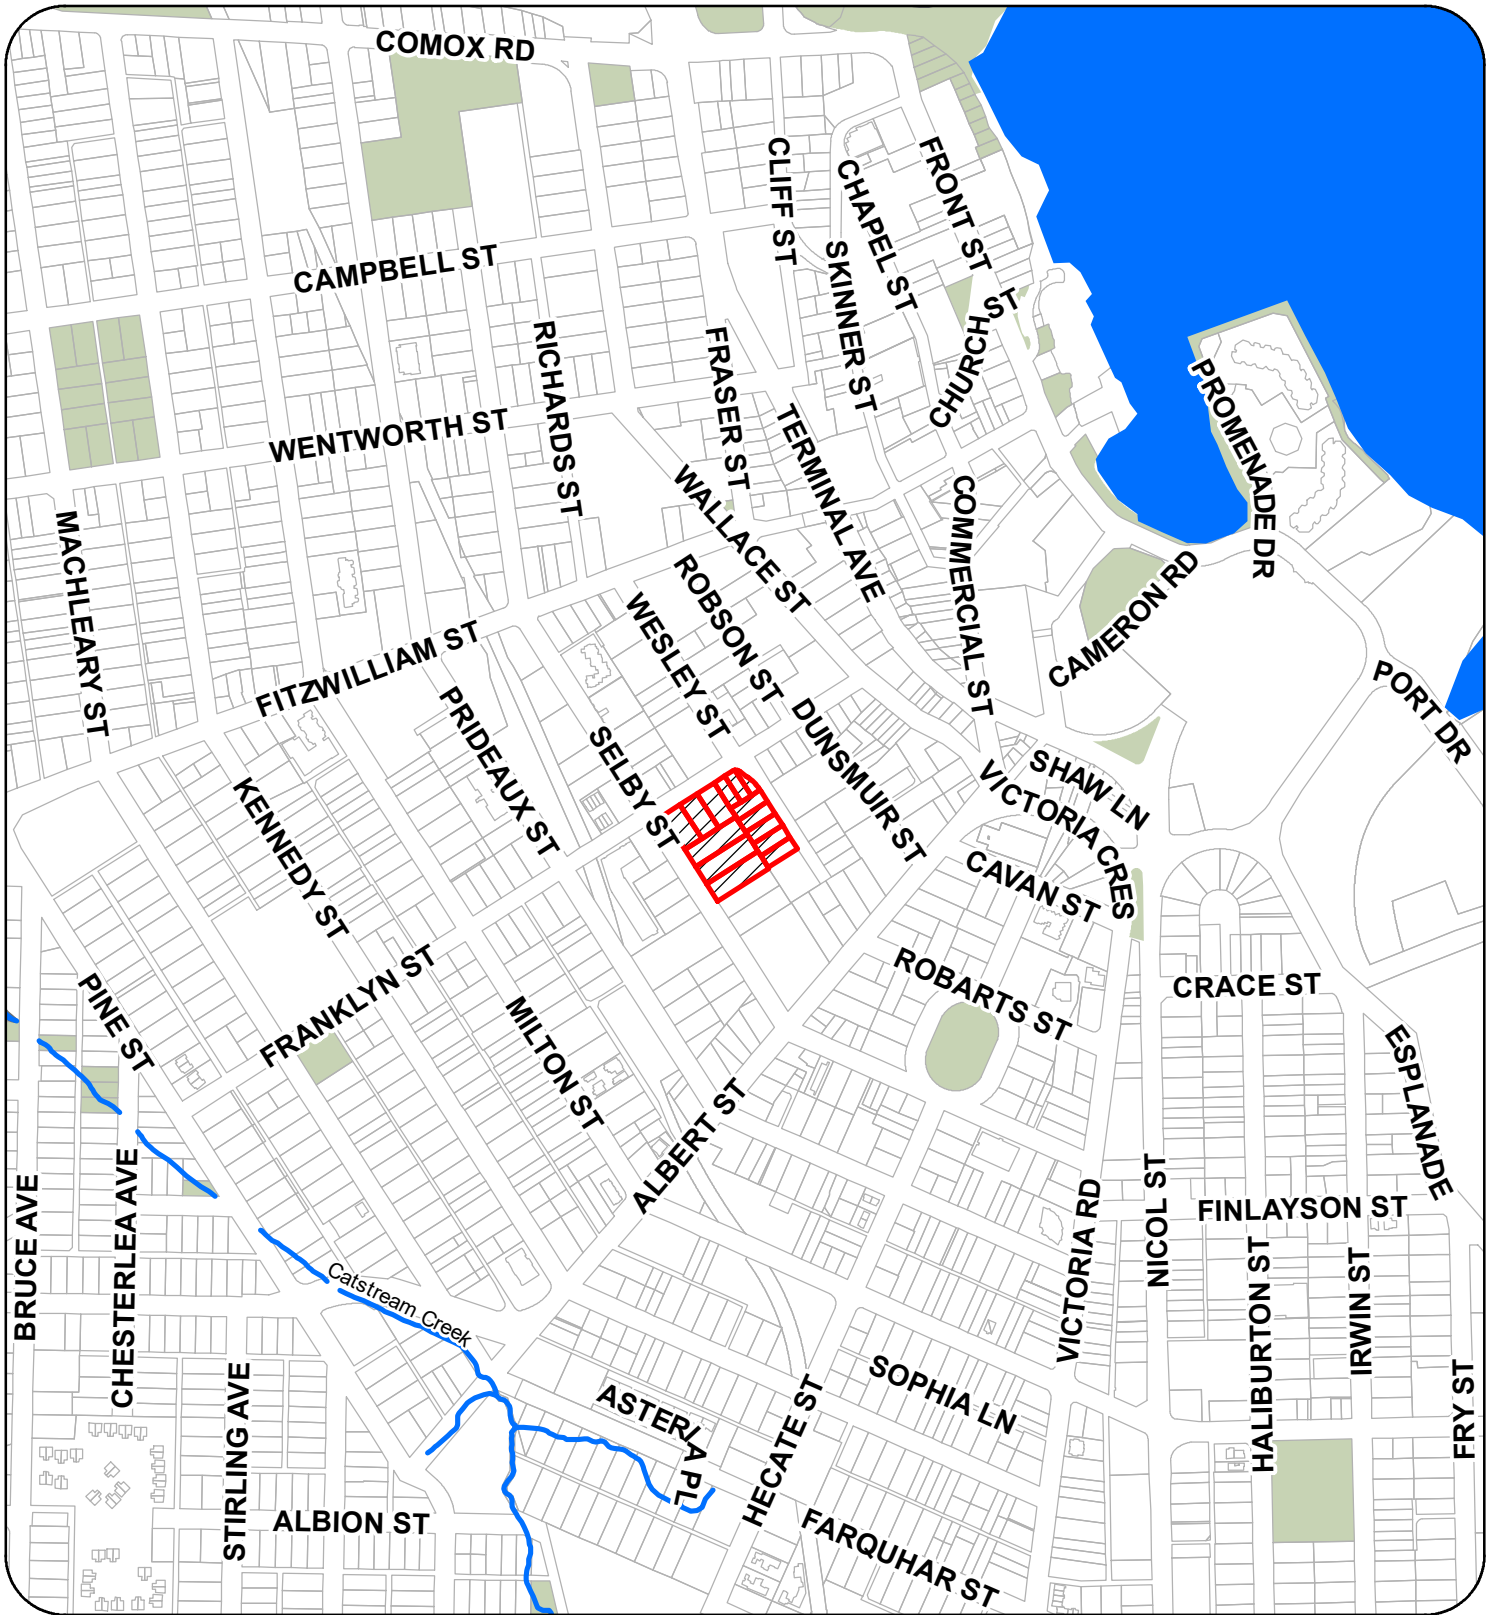 COMOX RD
CLIFF ST
CHAPEL ST
FRONT ST
SKINNER ST
CAMPBELL ST
CHURCH ST
RICHARDS ST
FRASER ST
PROMENADE DR
WENTWORTH ST
TERMINAL AVE
WALLACE ST
COMMERCIAL ST
MACHLEARY ST
ROBSON ST
CAMERON RD
WESLEY ST
FITZWILLIAM ST
PORT DR
PRIDEAUX ST
SELBY ST
DUNSMUIR ST
SHAW LN
VICTORIA CRES
KENNEDY ST
CAVAN ST
FRANKLYN ST
PINE ST
ROBARTS ST
CRACE ST
MILTON ST
ESPLANADE
ALBERT ST
BRUCE AVE
CHESTERLEA AVE
VICTORIA RD
NICOL ST
FINLAYSON ST
HALIBURTON ST
IRWIN ST
Catstream Creek
STIRLING AVE
ASTERIA PL
HECATE ST
SOPHIA LN
FRY ST
ALBION ST
FARQUHAR ST